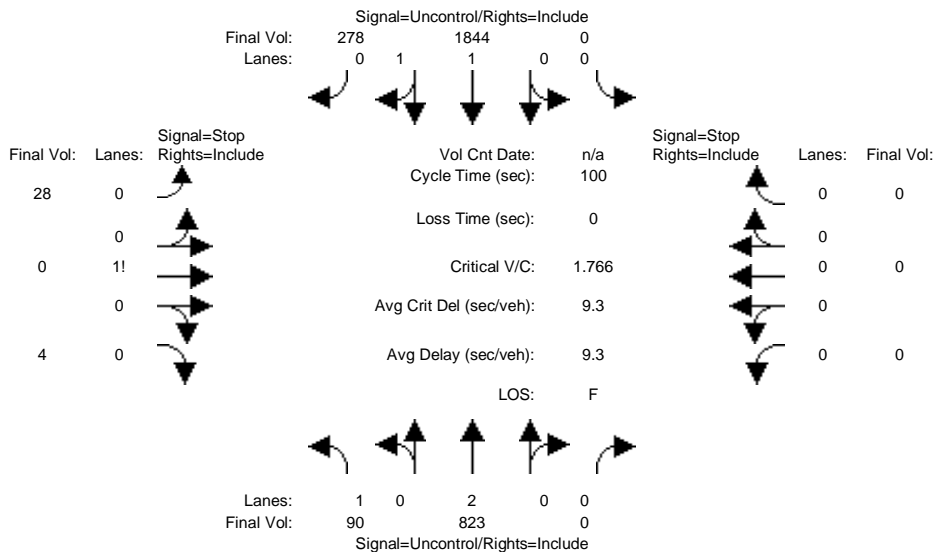 Signal=Uncontrol/Rights=Include
Final Vol: 278 1844 0
Lanes: 0 1 1 0 0
Signal=Stop
Final Vol: Lanes: Rights=Include
Vol Cnt Date: n/a
Signal=Stop
Rights=Include Lanes: Final Vol:
Cycle Time (sec): 100
28 0
0 0
Loss Time (sec): 0
0
0
0 1!
Critical V/C: 1.766
0 0
0
Avg Crit Del (sec/veh): 9.3
0
4 0
Avg Delay (sec/veh): 9.3
0 0
LOS: F
Lanes: 1 0 2 0 0
Final Vol: 90 823 0
Signal=Uncontrol/Rights=Include